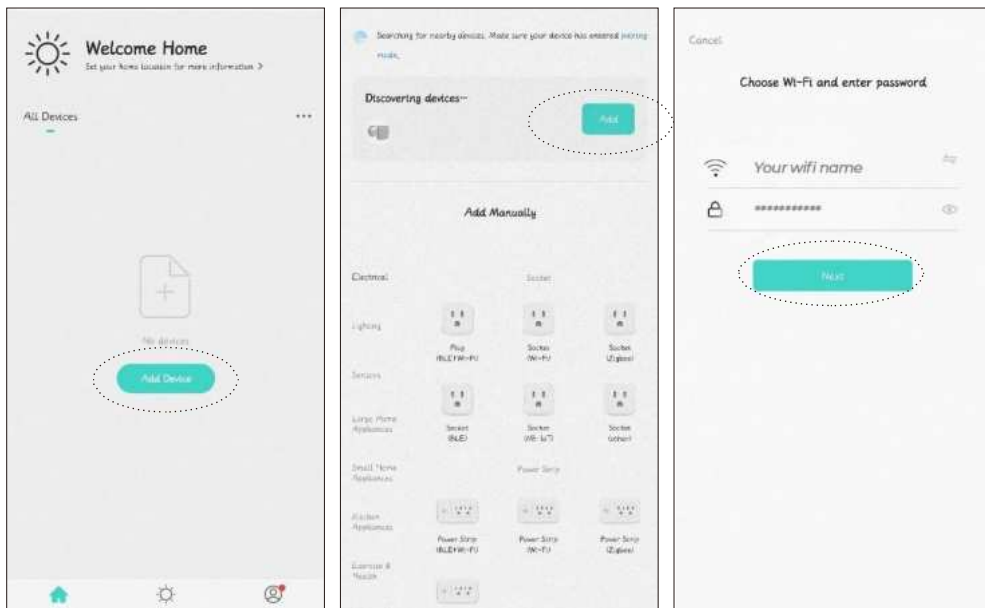 Welcome Home
Set your home location for more information >
All Devices
No devices
Add Device
Searching for nearby devices. Make sure your device has entered pairing
mode.
Discovering devices...
Add
Add Manually
Electrical
Socket
Lighting
Plug
(BLE+Wi-Fi)
Socket
(Wi-Fi)
Socket
(Zigbee)
Sensors
Large Home
Appliances
Socket
(BLE)
Socket
(NB-IoT)
Socket
(other)
Small Home
Appliances
Power Strip
Kitchen
Appliances
Power Strip
(BLE+Wi-Fi)
Power Strip
(Wi-Fi)
Power Strip
(Zigbee)
Exercise &
Health
Cancel
Choose Wi-Fi and enter password
Your wifi name
***********
Next